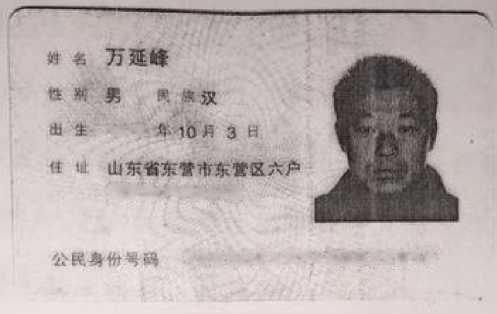 姓名 万延峰
性别 男 民族 汉
出生 年 10 月 3 日
住址 山东省东营市东营区六户
公民身份号码